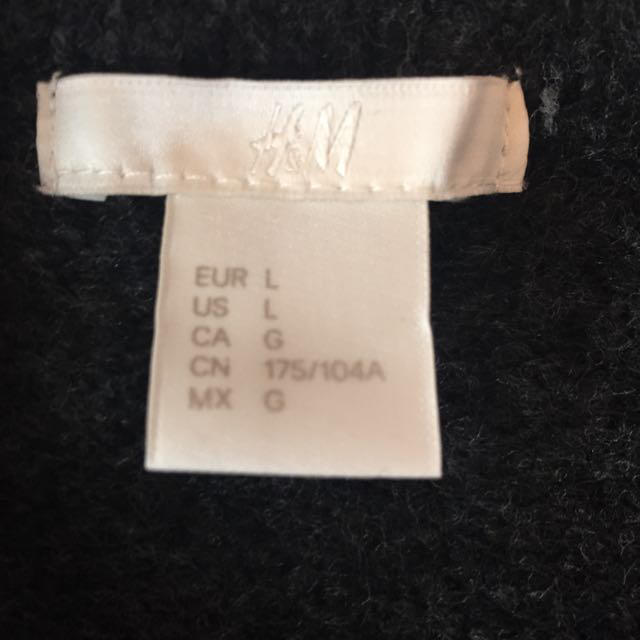 H&M
EUR L
US L
CA G
CN 175/104A
MX G